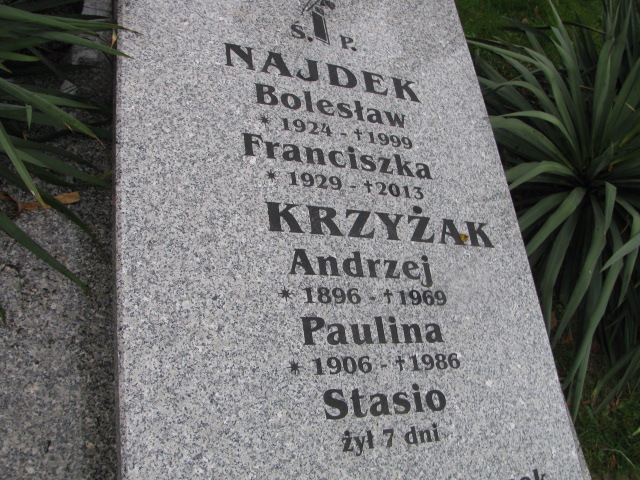 Ś. P.
NAJDEK
Bolesław
* 1924 - † 1999
Franciszka
* 1929 - † 2013
KRZYŻAK
Andrzej
* 1896 - † 1969
Paulina
* 1906 - † 1986
Stasio
żył 7 dni